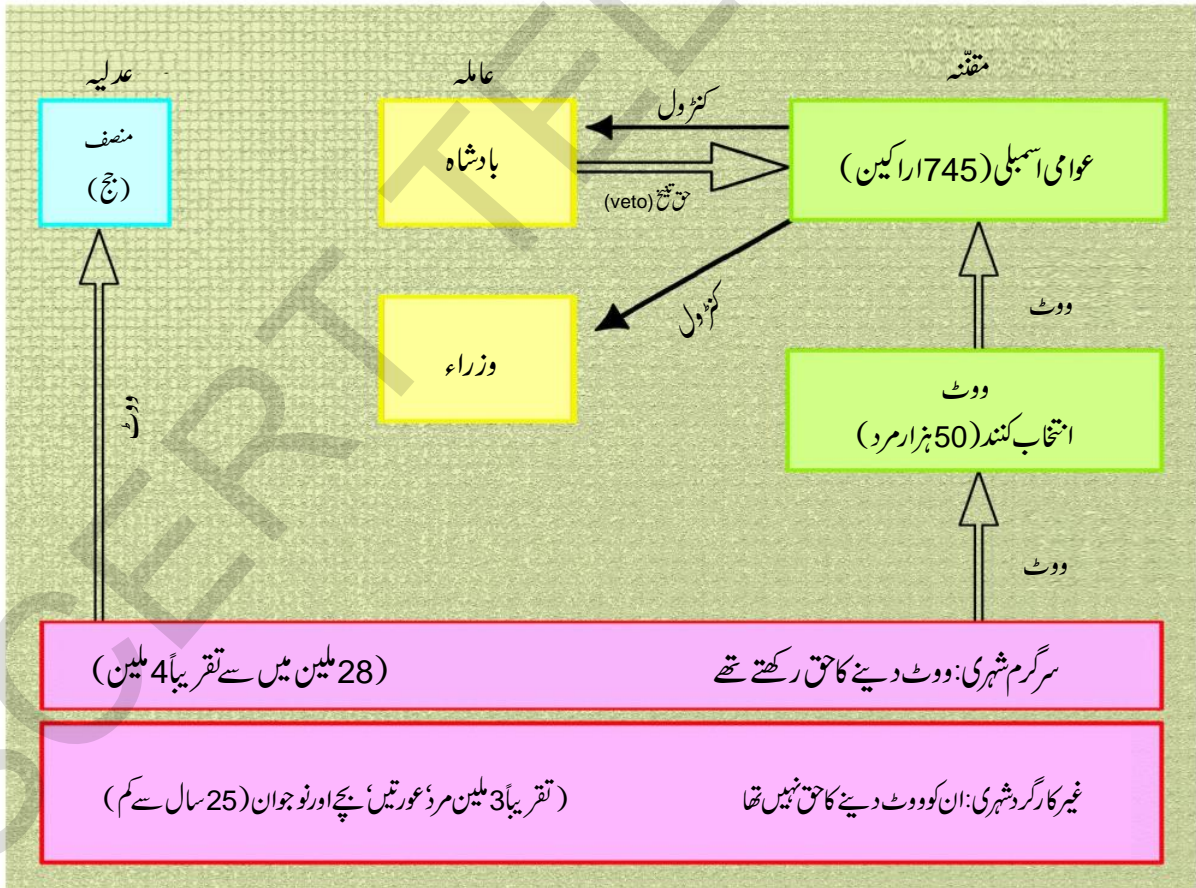 مقنّنہ
عاملہ
عدلیہ
عوامی اسمبلی (745 اراکین)
کنٹرول
حق تنیخ (veto)
بادشاہ
منصف
(جج)
کنٹرول
وزراء
ووٹ
ووٹ
انتخاب کنند (50 ہزار مرد)
ووٹ
ووٹ
سرگرم شہری: ووٹ دینے کا حق رکھتے تھے (28 ملین میں سے تقریباً 4 ملین)
غیر کارگرد شہری: ان کو ووٹ دینے کا حق نہیں تھا (تقریباً 3 ملین مرد، عورتیں، بچے اور نوجوان (25 سال سے کم)
SCERT TEL